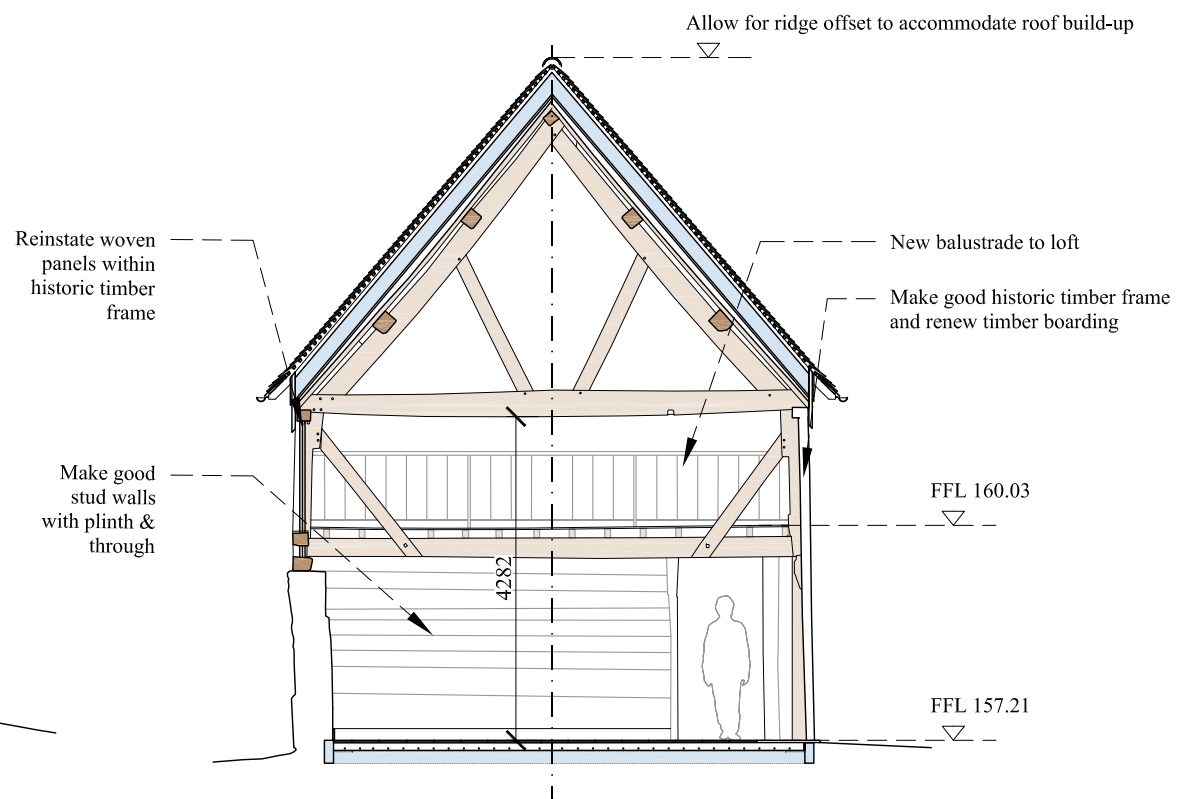 Allow for ridge offset to accommodate roof build-up
Reinstate woven
panels within
historic timber
frame
New balustrade to loft
Make good historic timber frame
and renew timber boarding
Make good
stud walls
with plinth &
through
FFL 160.03
4282
FFL 157.21